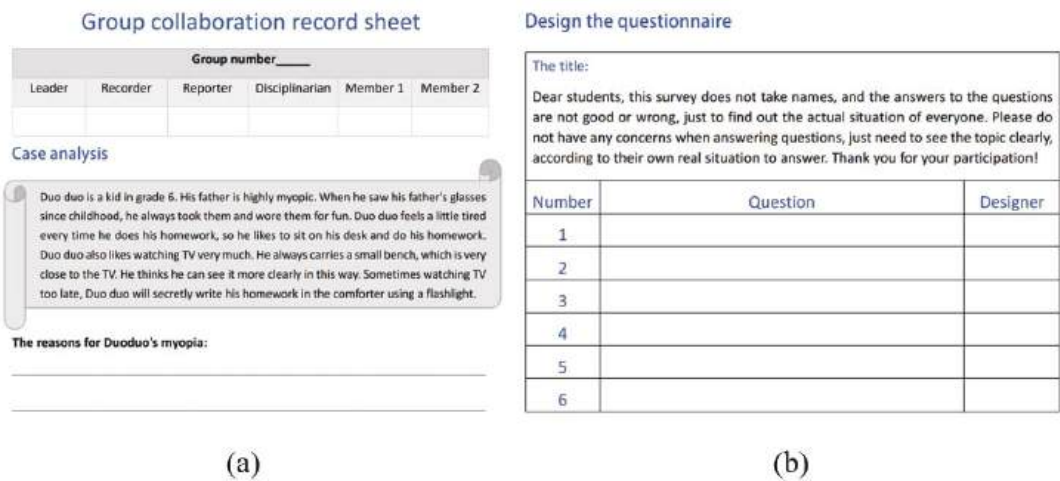 Group collaboration record sheet
Group number_____
Leader Recorder Reporter Disciplinarian Member 1 Member 2
Case analysis
Duo duo is a kid in grade 6. His father is highly myopic. When he saw his father's glasses
since childhood, he always took them and wore them for fun. Duo duo feels a little tired
every time he does his homework, so he likes to sit on his desk and do his homework.
Duo duo also likes watching TV very much. He always carries a small bench, which is very
close to the TV. He thinks he can see it more clearly in this way. Sometimes watching TV
too late, Duo duo will secretly write his homework in the comforter using a flashlight.
The reasons for Duoduo's myopia:
(a)
Design the questionnaire
The title:
Dear students, this survey does not take names, and the answers to the questions
are not good or wrong, just to find out the actual situation of everyone. Please do
not have any concerns when answering questions, just need to see the topic clearly,
according to their own real situation to answer. Thank you for your participation!
Number Question Designer
1
2
3
4
5
6
(b)